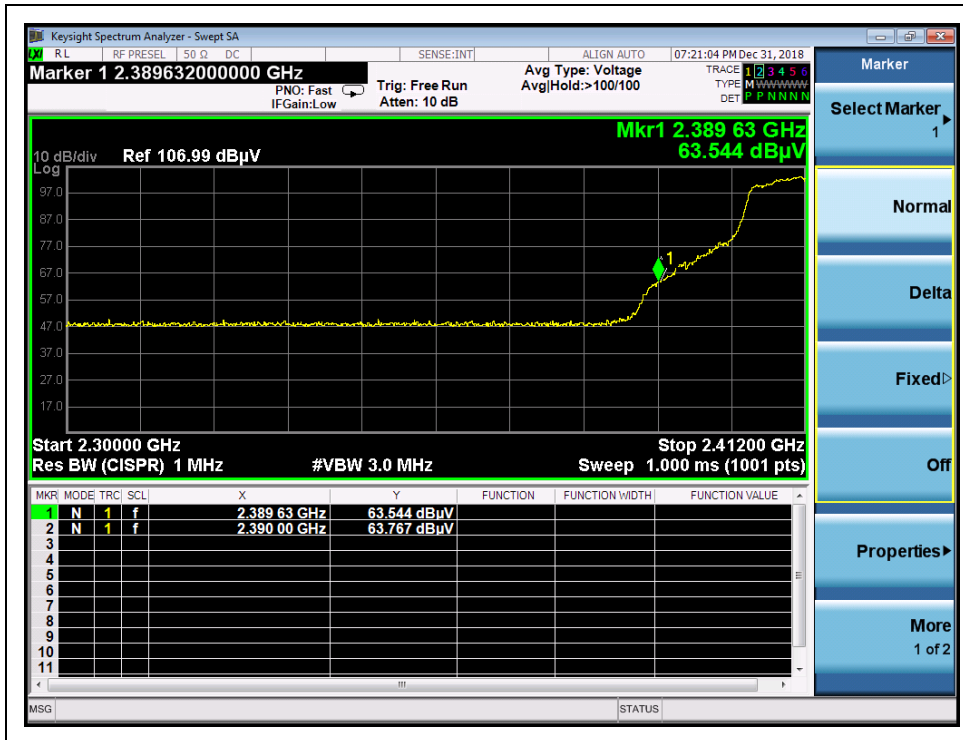 Keysight Spectrum Analyzer - Swept SA
LXI RL RF PRESEL 50 Ω DC SENSE:INT ALIGN AUTO 07:21:04 PM Dec 31, 2018
Marker 1 2.389632000000 GHz
PNO: Fast
IFGain:Low
Trig: Free Run
Atten: 10 dB
Avg Type: Voltage
Avg|Hold:>100/100
TRACE 1 2 3 4 5 6
TYPE M WWWWW
DET P P N N N N
Mkr1 2.389 63 GHz
63.544 dBµV
10 dB/div Ref 106.99 dBµV
Log
97.0
87.0
77.0
67.0
57.0
47.0
37.0
27.0
17.0
1
Start 2.30000 GHz Stop 2.41200 GHz
Res BW (CISPR) 1 MHz #VBW 3.0 MHz Sweep 1.000 ms (1001 pts)
MKR MODE TRC SCL X Y FUNCTION FUNCTION WIDTH FUNCTION VALUE
1 N 1 f 2.389 63 GHz 63.544 dBµV
2 N 1 f 2.390 00 GHz 63.767 dBµV
3
4
5
6
7
8
9
10
11
MSG STATUS
Marker
Select Marker
1
Normal
Delta
Fixed
Off
Properties
More
1 of 2